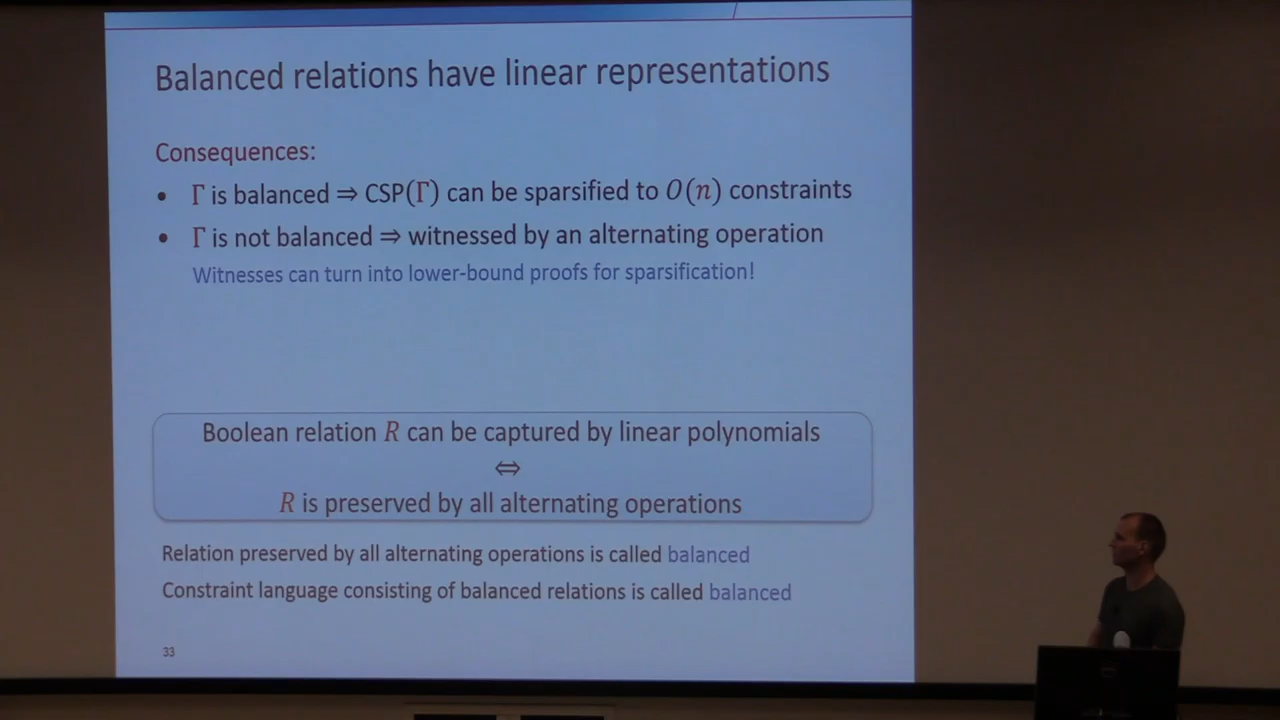 Balanced relations have linear representations
Consequences:
• Γ is balanced ⇒ CSP(Γ) can be sparsified to O(n) constraints
• Γ is not balanced ⇒ witnessed by an alternating operation
Witnesses can turn into lower-bound proofs for sparsification!
Boolean relation R can be captured by linear polynomials
⇔
R is preserved by all alternating operations
Relation preserved by all alternating operations is called balanced
Constraint language consisting of balanced relations is called balanced
33